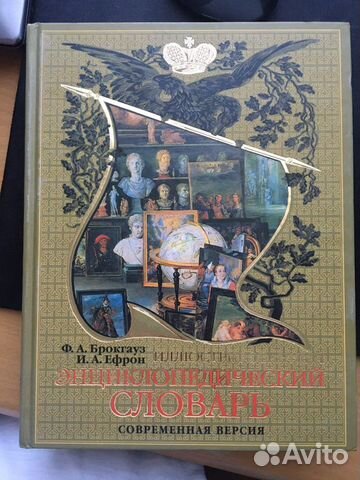 Ф. А. Брокгауз
И. А. Ефрон
ЭНЦИКЛОПЕДИЧЕСКИЙ
СЛОВАРЬ
СОВРЕМЕННАЯ ВЕРСИЯ
Avito